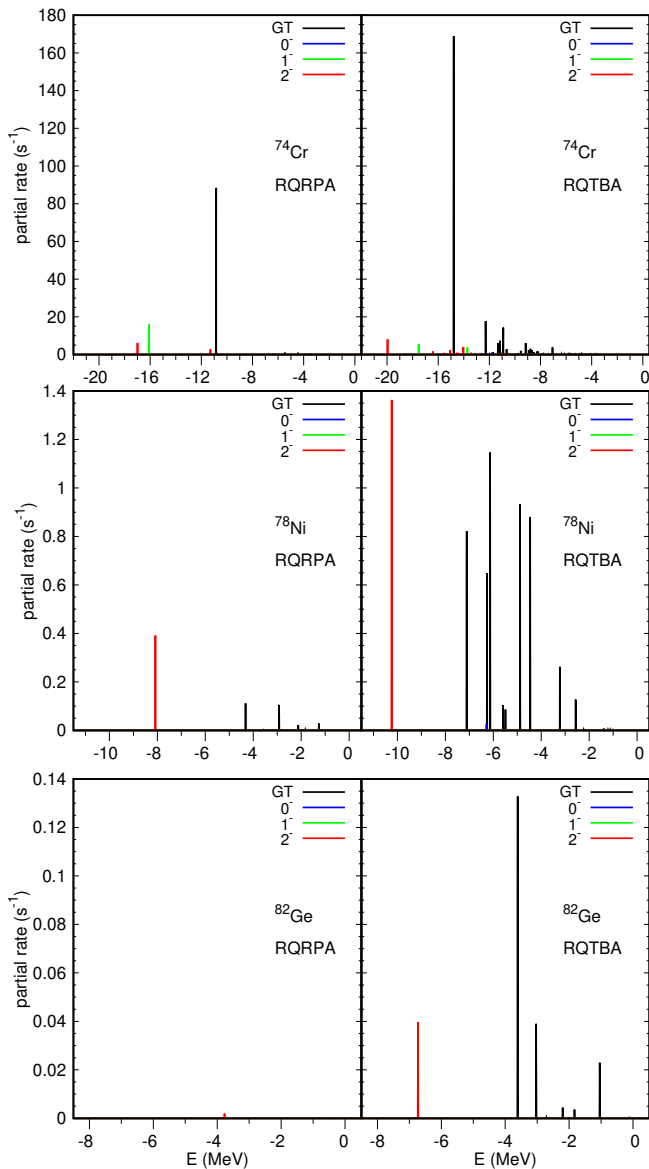 partial rate (s⁻¹)
180
160
140
120
100
80
60
40
20
0
GT
0⁻
1⁻
2⁻
⁷⁴Cr
RQRPA
-20 -16 -12 -8 -4 0
GT
0⁻
1⁻
2⁻
⁷⁴Cr
RQTBA
-20 -16 -12 -8 -4 0
partial rate (s⁻¹)
1.4
1.2
1
0.8
0.6
0.4
0.2
0
GT
0⁻
1⁻
2⁻
⁷⁸Ni
RQRPA
-10 -8 -6 -4 -2 0
GT
0⁻
1⁻
2⁻
⁷⁸Ni
RQTBA
-10 -8 -6 -4 -2 0
partial rate (s⁻¹)
0.14
0.12
0.1
0.08
0.06
0.04
0.02
0
GT
0⁻
1⁻
2⁻
⁸²Ge
RQRPA
-8 -6 -4 -2 0
E (MeV)
GT
0⁻
1⁻
2⁻
⁸²Ge
RQTBA
-8 -6 -4 -2 0
E (MeV)